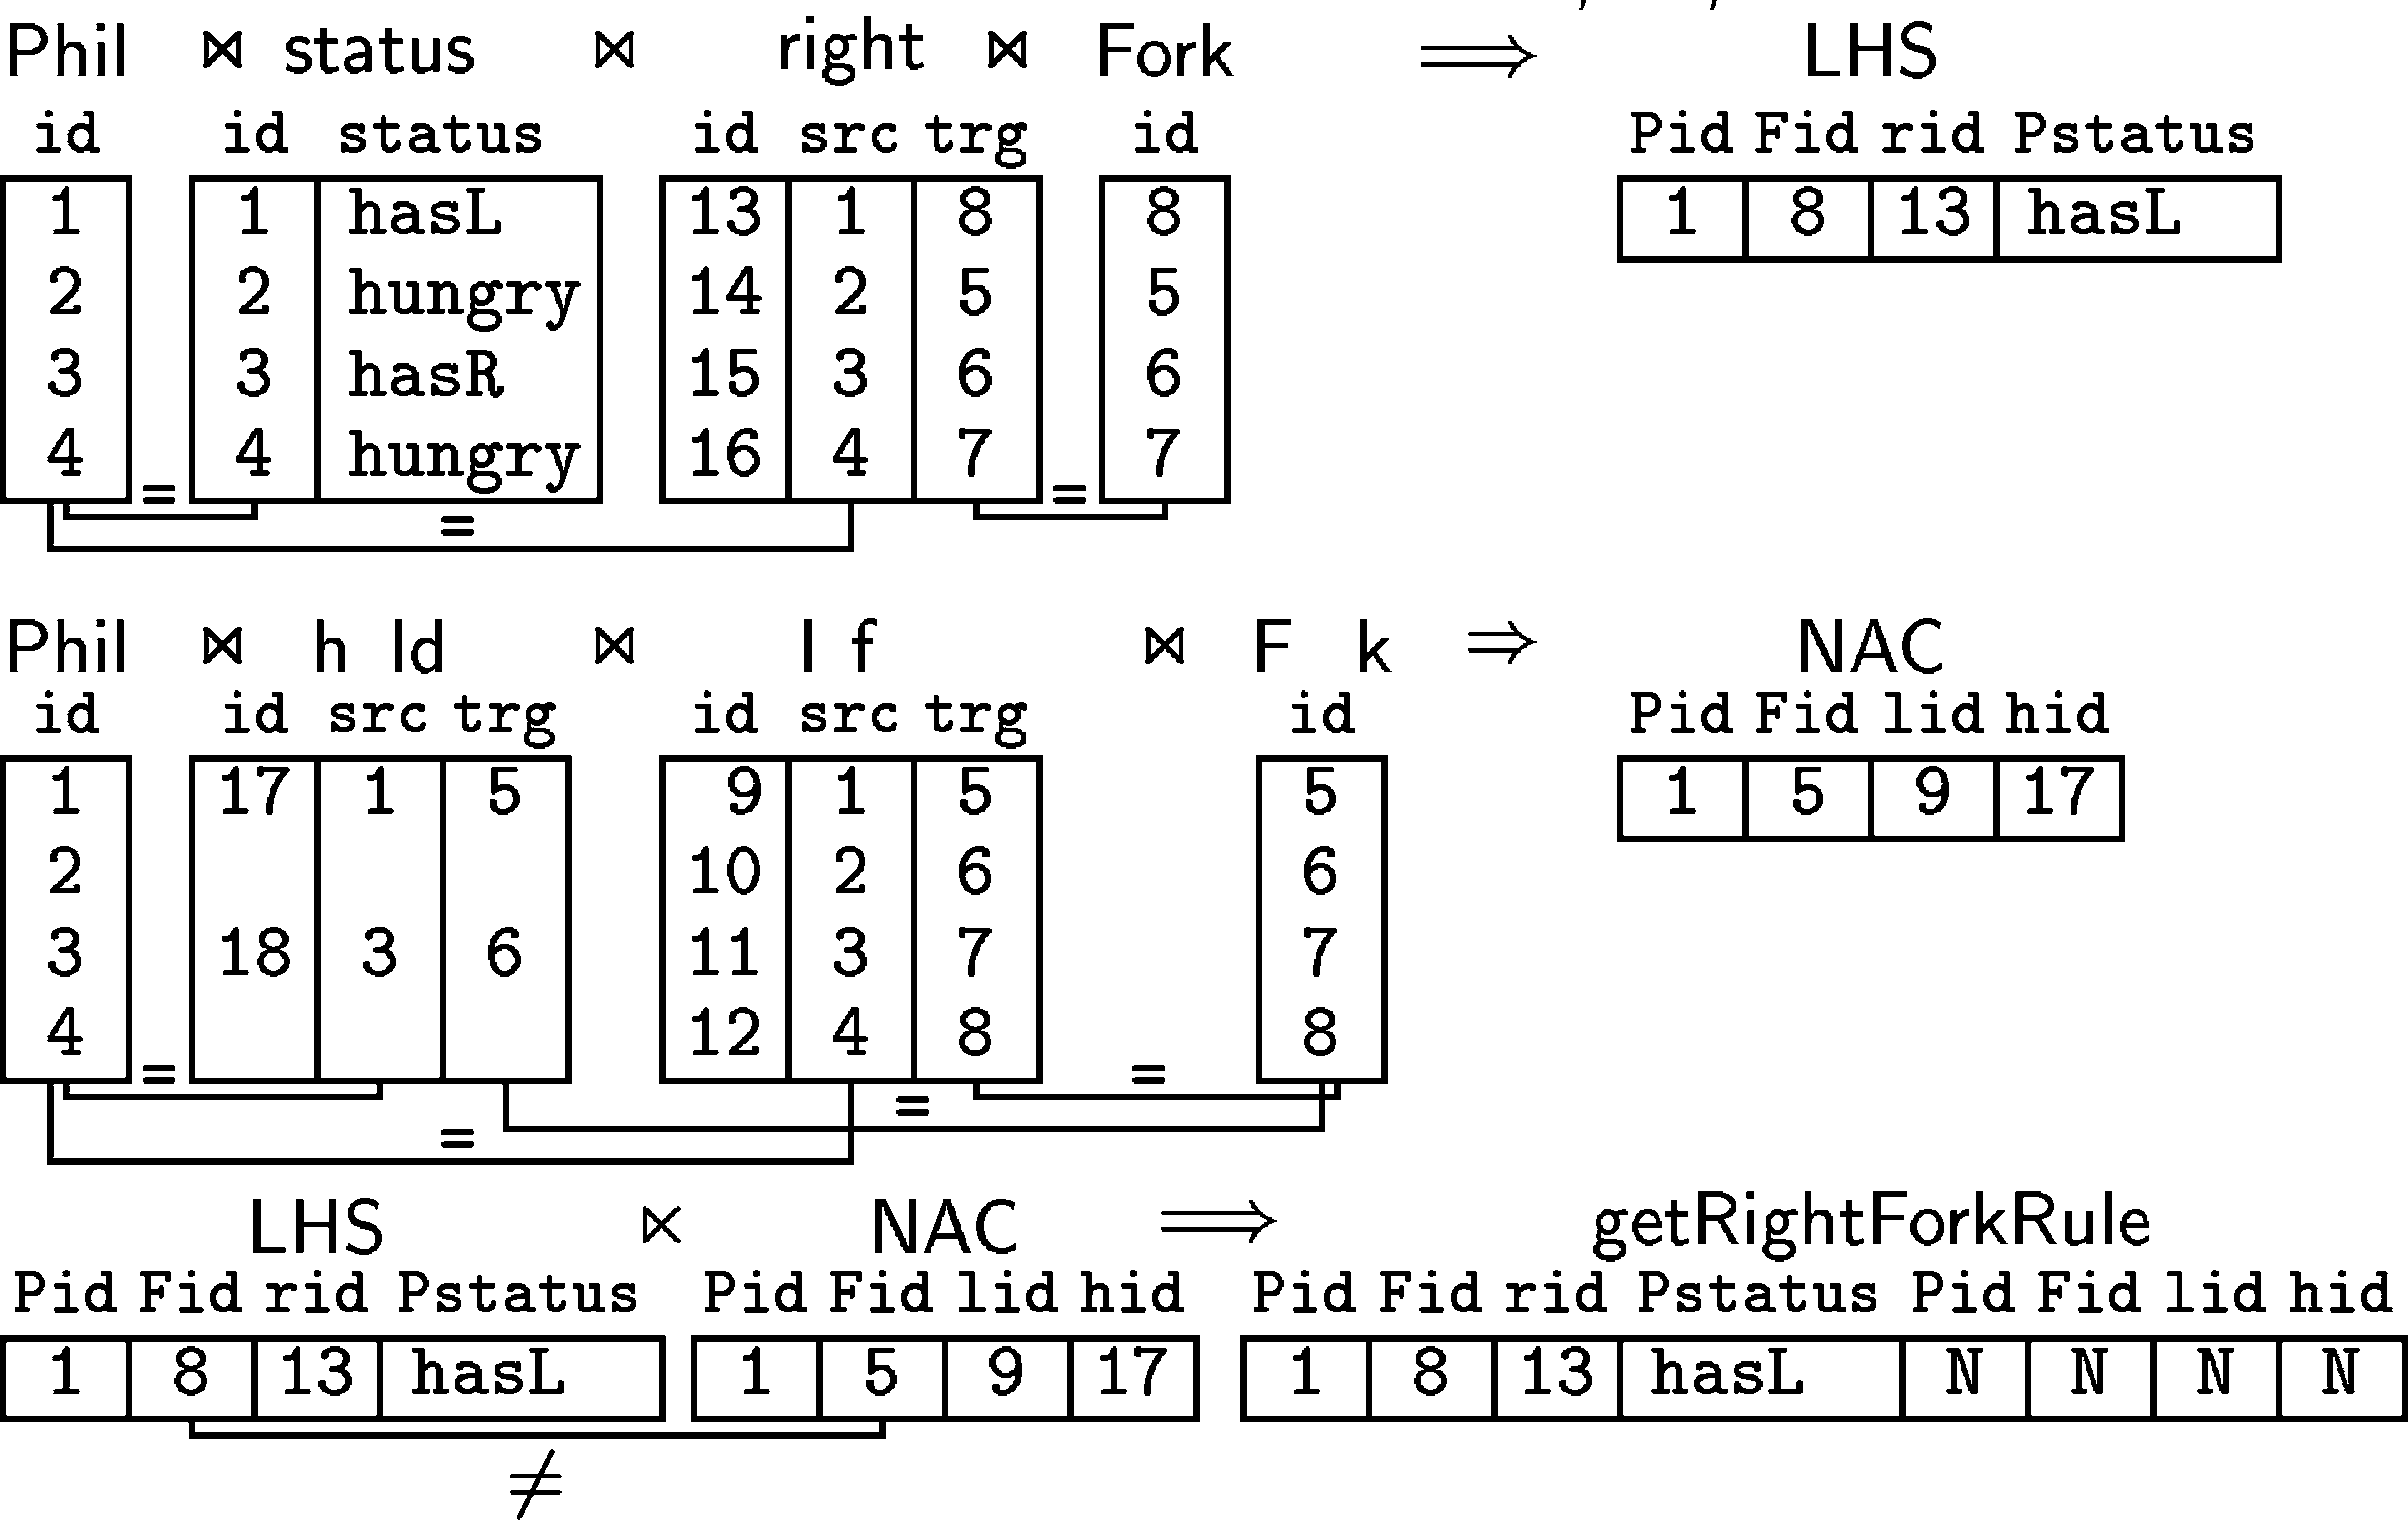 Phil ⋈ status ⋈ right ⋈ Fork ⟹ LHS
id id status id src trg id Pid Fid rid Pstatus
1 1 hasL 13 1 8 8 1 8 13 hasL
2 2 hungry 14 2 5 5
3 3 hasR 15 3 6 6
4 4 hungry 16 4 7 7
= =
=
Phil ⋈ h ld ⋈ l f ⋈ F k ⇒ NAC
id id src trg id src trg id Pid Fid lid hid
1 17 1 5 9 1 5 5 1 5 9 17
2 10 2 6 6
3 18 3 6 11 3 7 7
4 12 4 8 8
= =
=
=
LHS ⋉ NAC ⟹ getRightForkRule
Pid Fid rid Pstatus Pid Fid lid hid Pid Fid rid Pstatus Pid Fid lid hid
1 8 13 hasL 1 5 9 17 1 8 13 hasL N N N N
≠